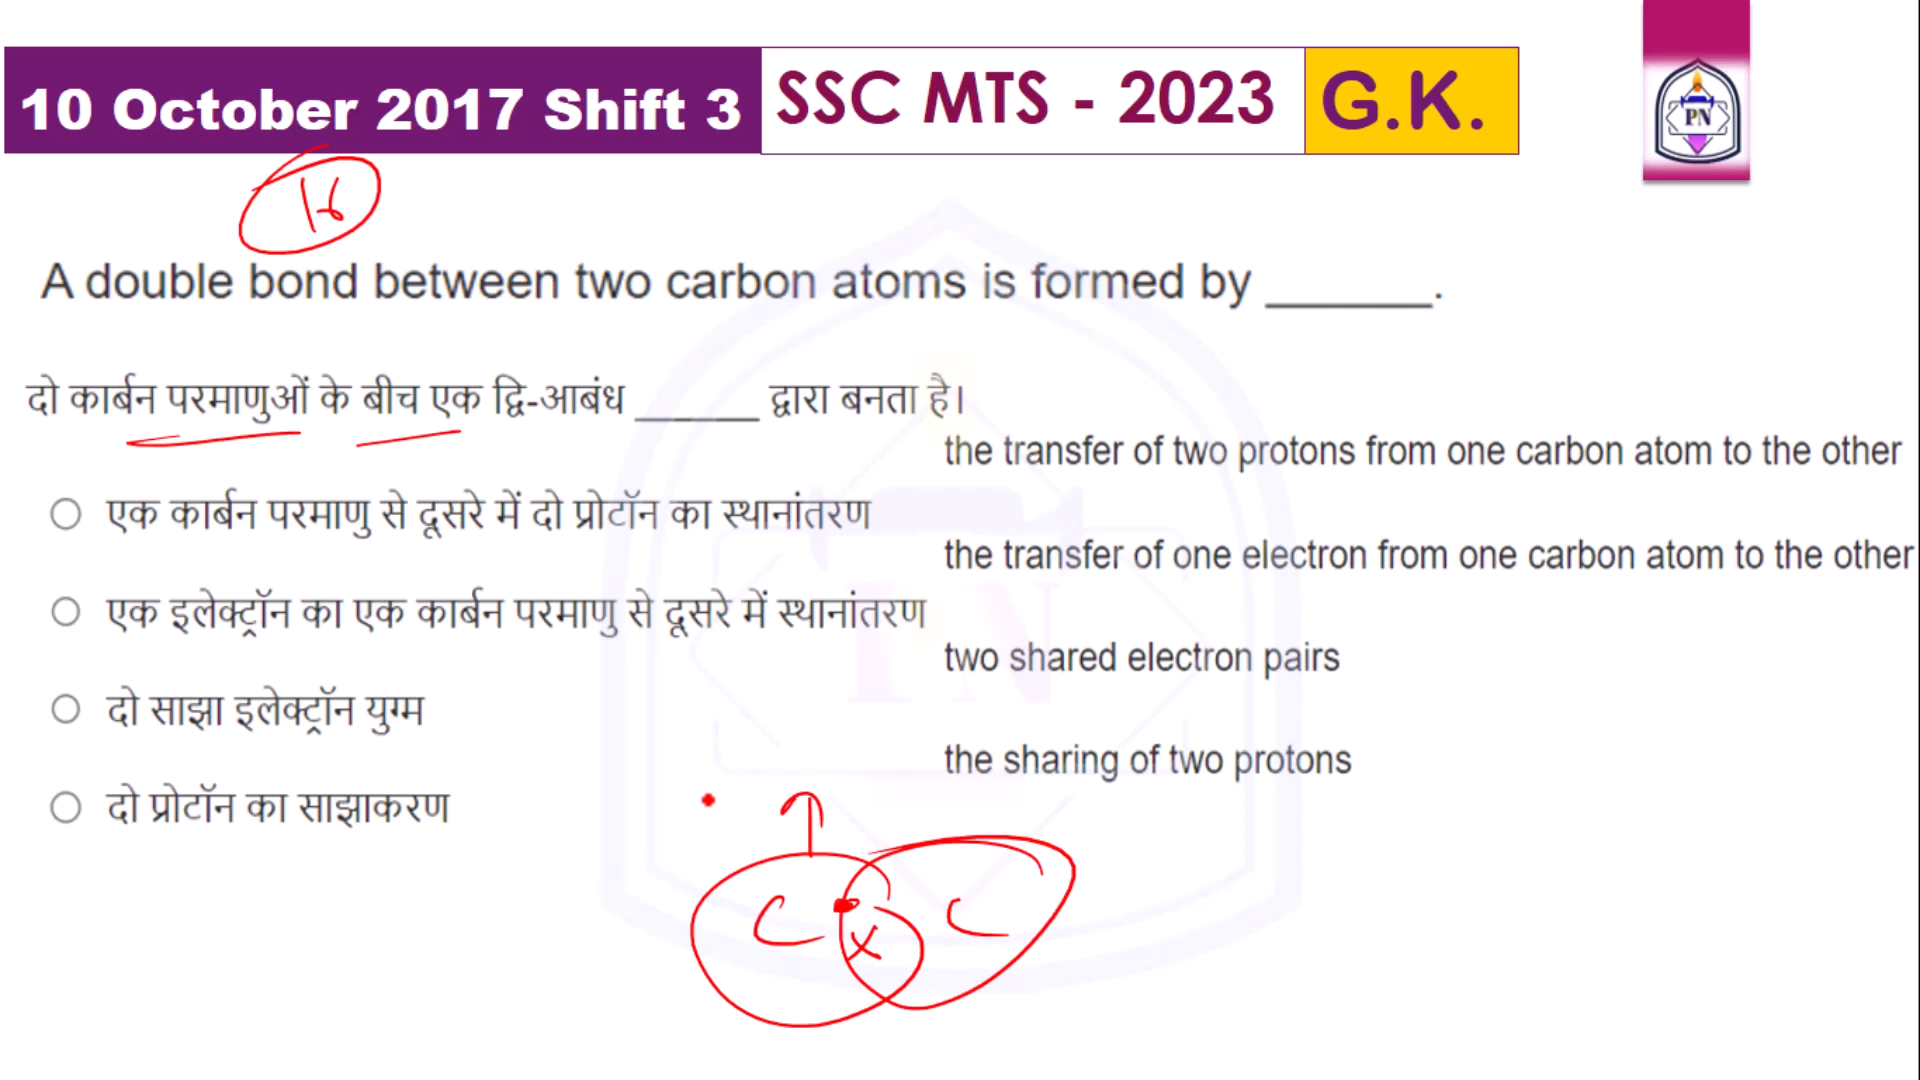 10 October 2017 Shift 3 SSC MTS - 2023 G.K.
PN
16
A double bond between two carbon atoms is formed by ______.
दो कार्बन परमाणुओं के बीच एक द्वि-आबंध ______ द्वारा बनता है।
the transfer of two protons from one carbon atom to the other
एक कार्बन परमाणु से दूसरे में दो प्रोटॉन का स्थानांतरण
the transfer of one electron from one carbon atom to the other
एक इलेक्ट्रॉन का एक कार्बन परमाणु से दूसरे में स्थानांतरण
two shared electron pairs
दो साझा इलेक्ट्रॉन युग्म
the sharing of two protons
दो प्रोटॉन का साझाकरण
C x C